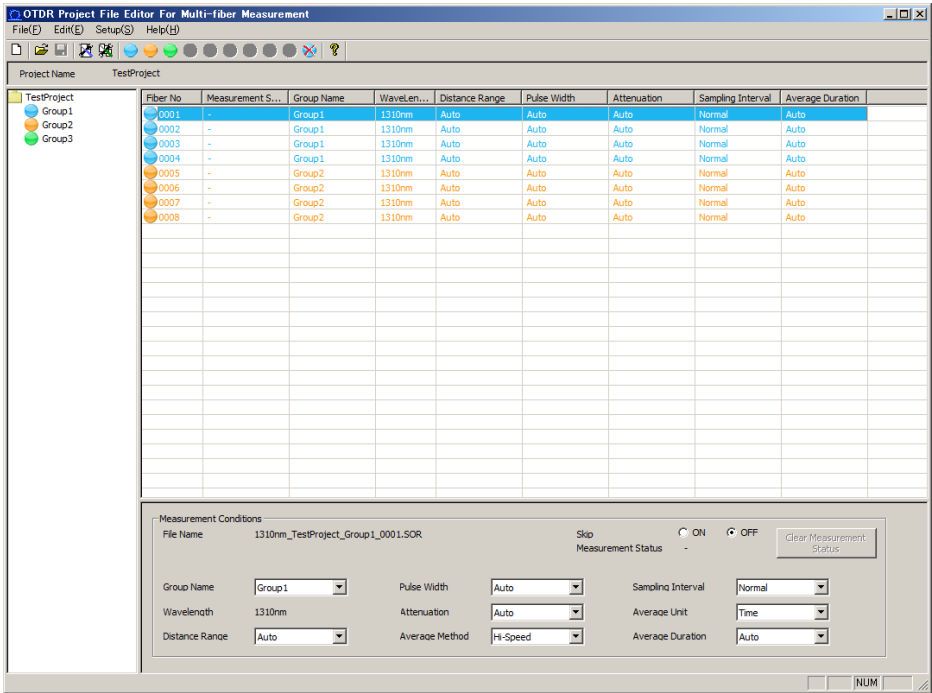 OTDR Project File Editor For Multi-fiber Measurement
File(F) Edit(E) Setup(S) Help(H)
Project Name TestProject
TestProject
Group1
Group2
Group3
Fiber No Measurement S... Group Name WaveLen... Distance Range Pulse Width Attenuation Sampling Interval Average Duration
0001 - Group1 1310nm Auto Auto Auto Normal Auto
0002 - Group1 1310nm Auto Auto Auto Normal Auto
0003 - Group1 1310nm Auto Auto Auto Normal Auto
0004 - Group1 1310nm Auto Auto Auto Normal Auto
0005 - Group2 1310nm Auto Auto Auto Normal Auto
0006 - Group2 1310nm Auto Auto Auto Normal Auto
0007 - Group2 1310nm Auto Auto Auto Normal Auto
0008 - Group2 1310nm Auto Auto Auto Normal Auto
Measurement Conditions
File Name 1310nm_TestProject_Group1_0001.SOR Skip ON OFF
Measurement Status -
Clear Measurement
Status
Group Name Group1 Pulse Width Auto Sampling Interval Normal
Wavelength 1310nm Attenuation Auto Average Unit Time
Distance Range Auto Average Method Hi-Speed Average Duration Auto
NUM